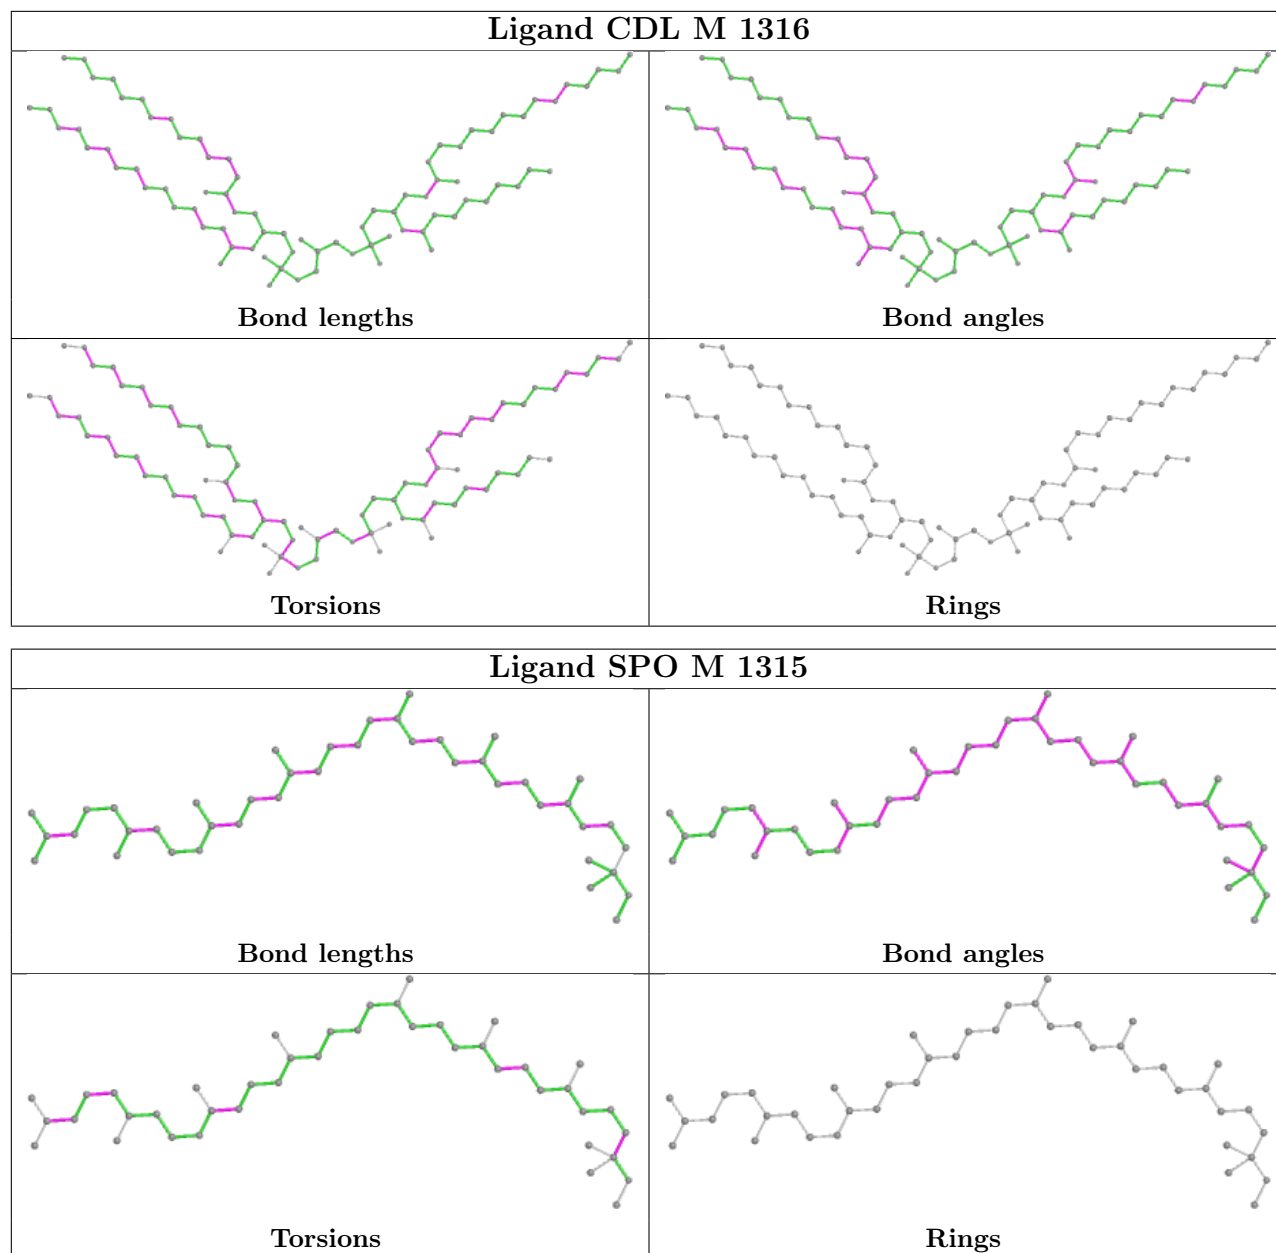 Ligand CDL M 1316
Bond lengths
Bond angles
Torsions
Rings
Ligand SPO M 1315
Bond lengths
Bond angles
Torsions
Rings